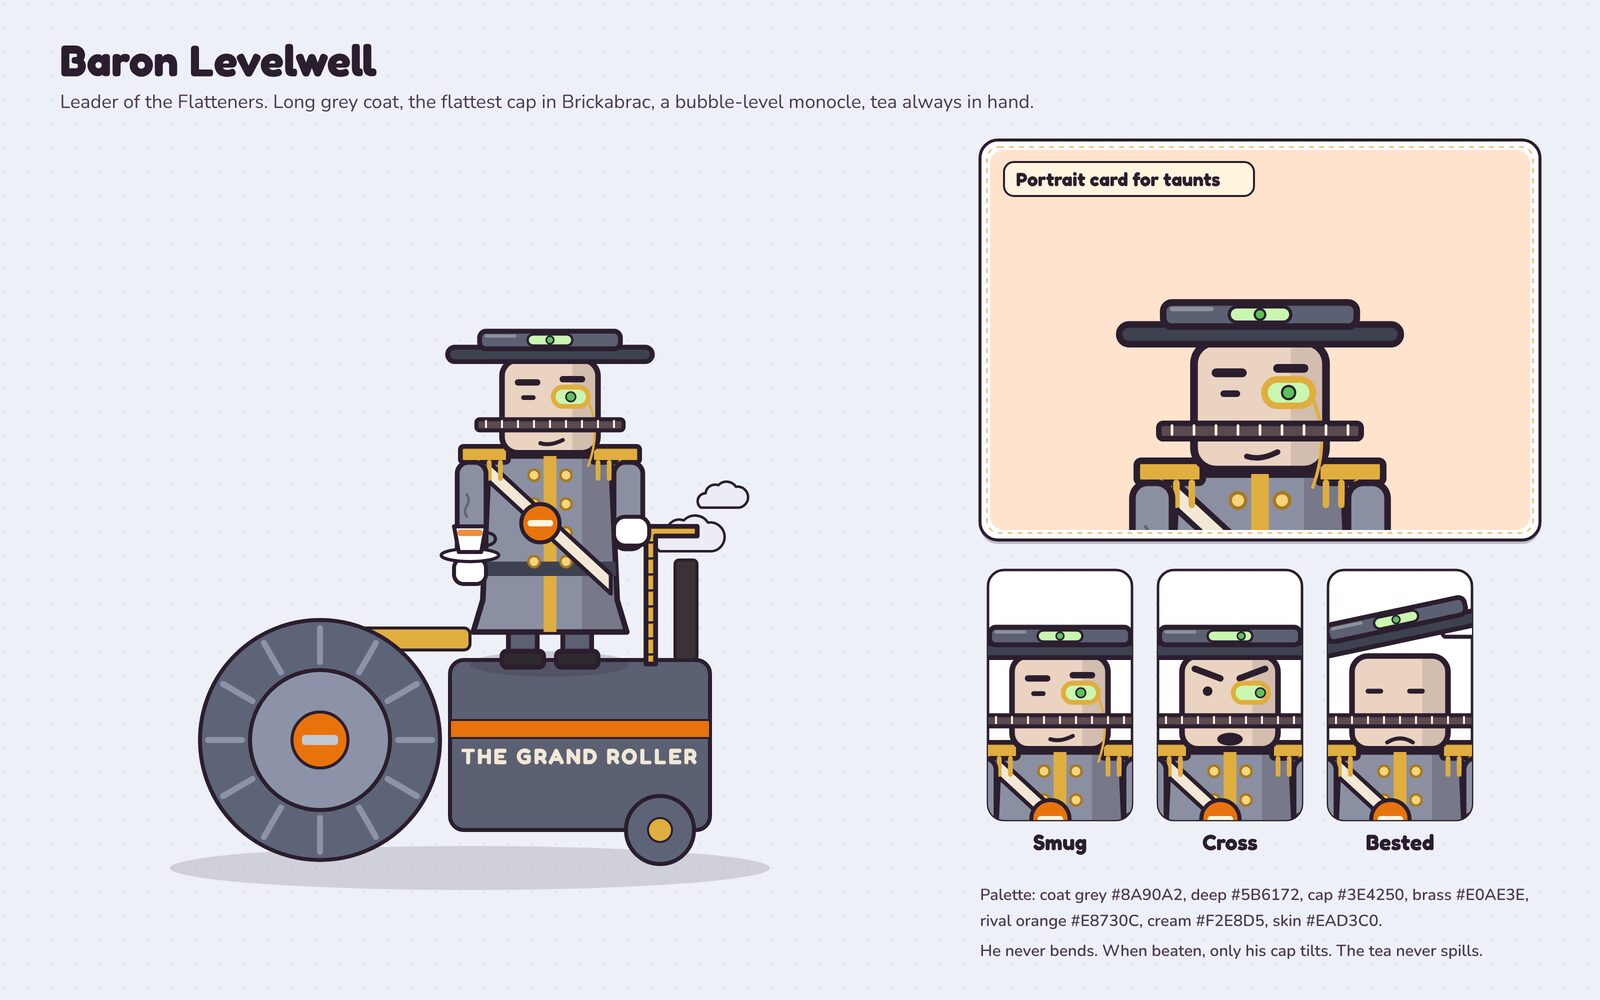 Baron Levelwell
Leader of the Flatteners. Long grey coat, the flattest cap in Brickabrac, a bubble-level monocle, tea always in hand.
Portrait card for taunts
THE GRAND ROLLER
Smug
Cross
Bested
Palette: coat grey #8A90A2, deep #5B6172, cap #3E4250, brass #E0AE3E,
rival orange #E8730C, cream #F2E8D5, skin #EAD3C0.
He never bends. When beaten, only his cap tilts. The tea never spills.